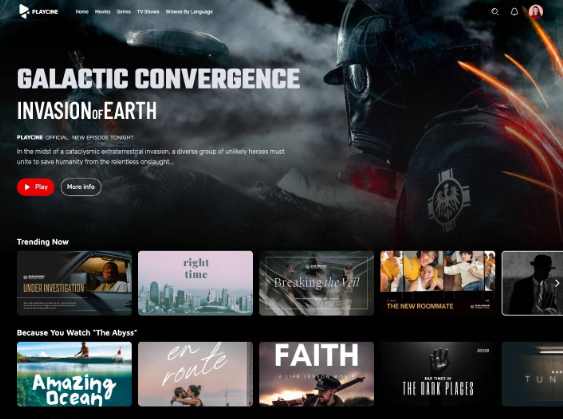 PLAYCINE
Home Movies Series TV Shows Browse By Language
GALACTIC CONVERGENCE
INVASION OF EARTH
PLAYCINE OFFICIAL · NEW EPISODE TONIGHT
In the midst of a cataclysmic extraterrestrial invasion, a diverse group of unlikely heroes must
unite to save humanity from the relentless onslaught...
Play
More info
Trending Now
UNDER INVESTIGATION
right
time
Breaking the Veil
THE NEW ROOMMATE
Because You Watch "The Abyss"
Amazing
Ocean
en
route
FAITH
BAD TIMES IN
THE DARK PLACES
TUN